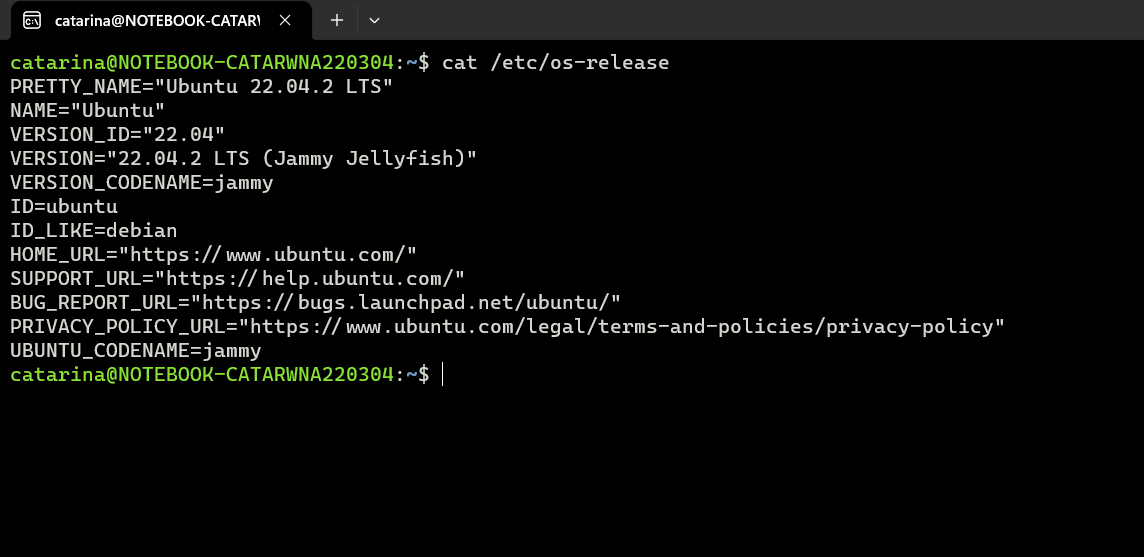 catarina@NOTEBOOK-CATARW
catarina@NOTEBOOK-CATARWNA220304:~$ cat /etc/os-release
PRETTY_NAME="Ubuntu 22.04.2 LTS"
NAME="Ubuntu"
VERSION_ID="22.04"
VERSION="22.04.2 LTS (Jammy Jellyfish)"
VERSION_CODENAME=jammy
ID=ubuntu
ID_LIKE=debian
HOME_URL="https://www.ubuntu.com/"
SUPPORT_URL="https://help.ubuntu.com/"
BUG_REPORT_URL="https://bugs.launchpad.net/ubuntu/"
PRIVACY_POLICY_URL="https://www.ubuntu.com/legal/terms-and-policies/privacy-policy"
UBUNTU_CODENAME=jammy
catarina@NOTEBOOK-CATARWNA220304:~$